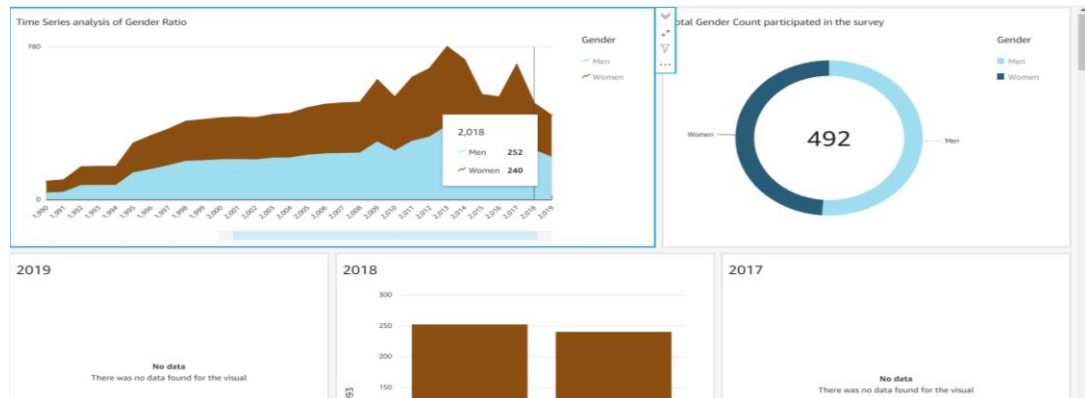 Time Series analysis of Gender Ratio
780
0
1,990
1,991
1,992
1,993
1,994
1,995
1,996
1,997
1,998
1,999
2,000
2,001
2,002
2,003
2,004
2,005
2,006
2,007
2,008
2,009
2,010
2,011
2,012
2,013
2,014
2,015
2,016
2,017
2,018
2,019
2,018
Men 252
Women 240
Gender
Men
Women
otal Gender Count participated in the survey
Women
492
Men
Gender
Men
Women
2019
No data
There was no data found for the visual
2018
300
250
200
150
2017
No data
There was no data found for the visual